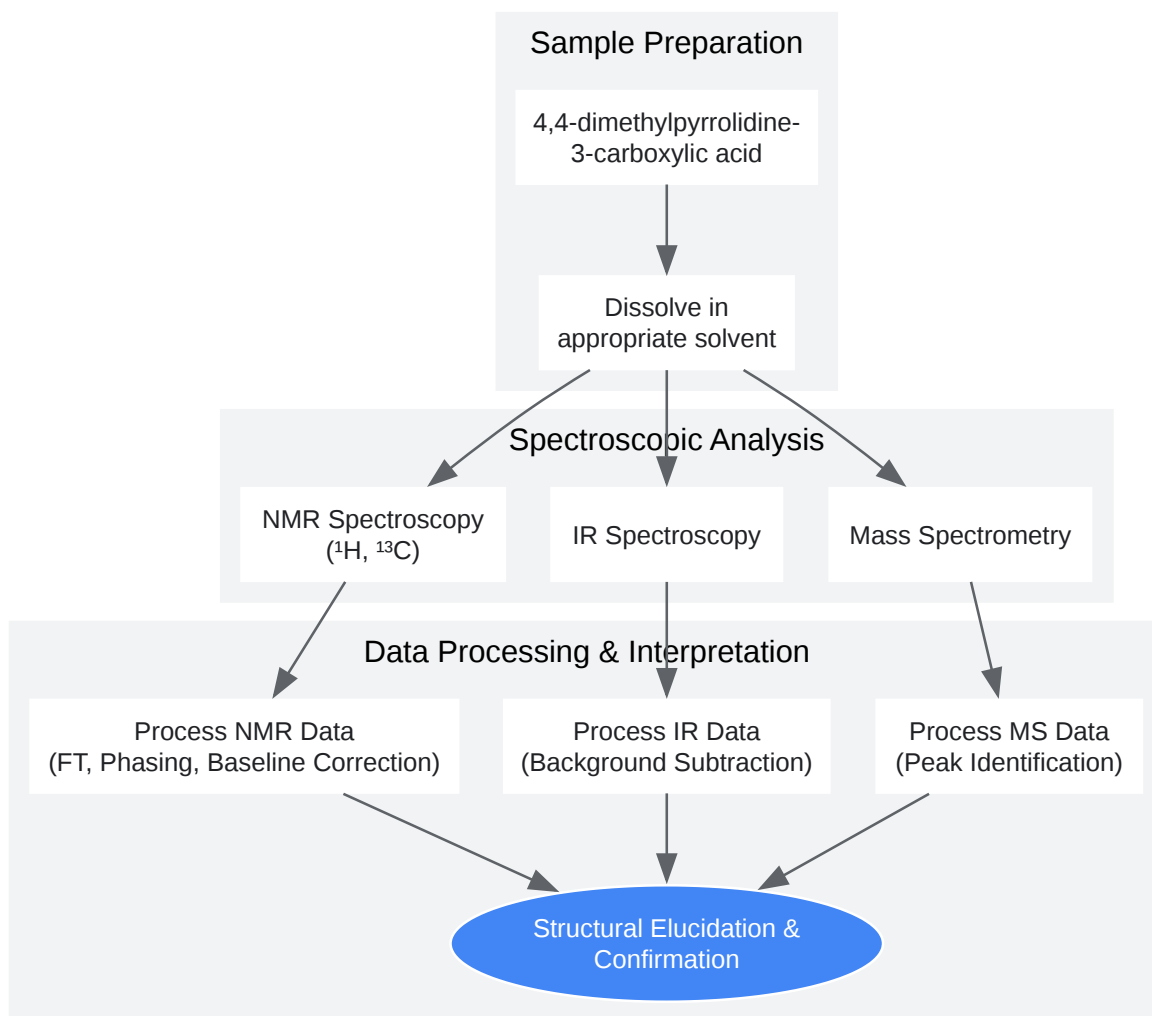 Sample Preparation
4,4-dimethylpyrrolidine-
3-carboxylic acid
Dissolve in
appropriate solvent
Spectroscopic Analysis
NMR Spectroscopy
(¹H, ¹³C)
IR Spectroscopy
Mass Spectrometry
Data Processing & Interpretation
Process NMR Data
(FT, Phasing, Baseline Correction)
Process IR Data
(Background Subtraction)
Process MS Data
(Peak Identification)
Structural Elucidation &
Confirmation